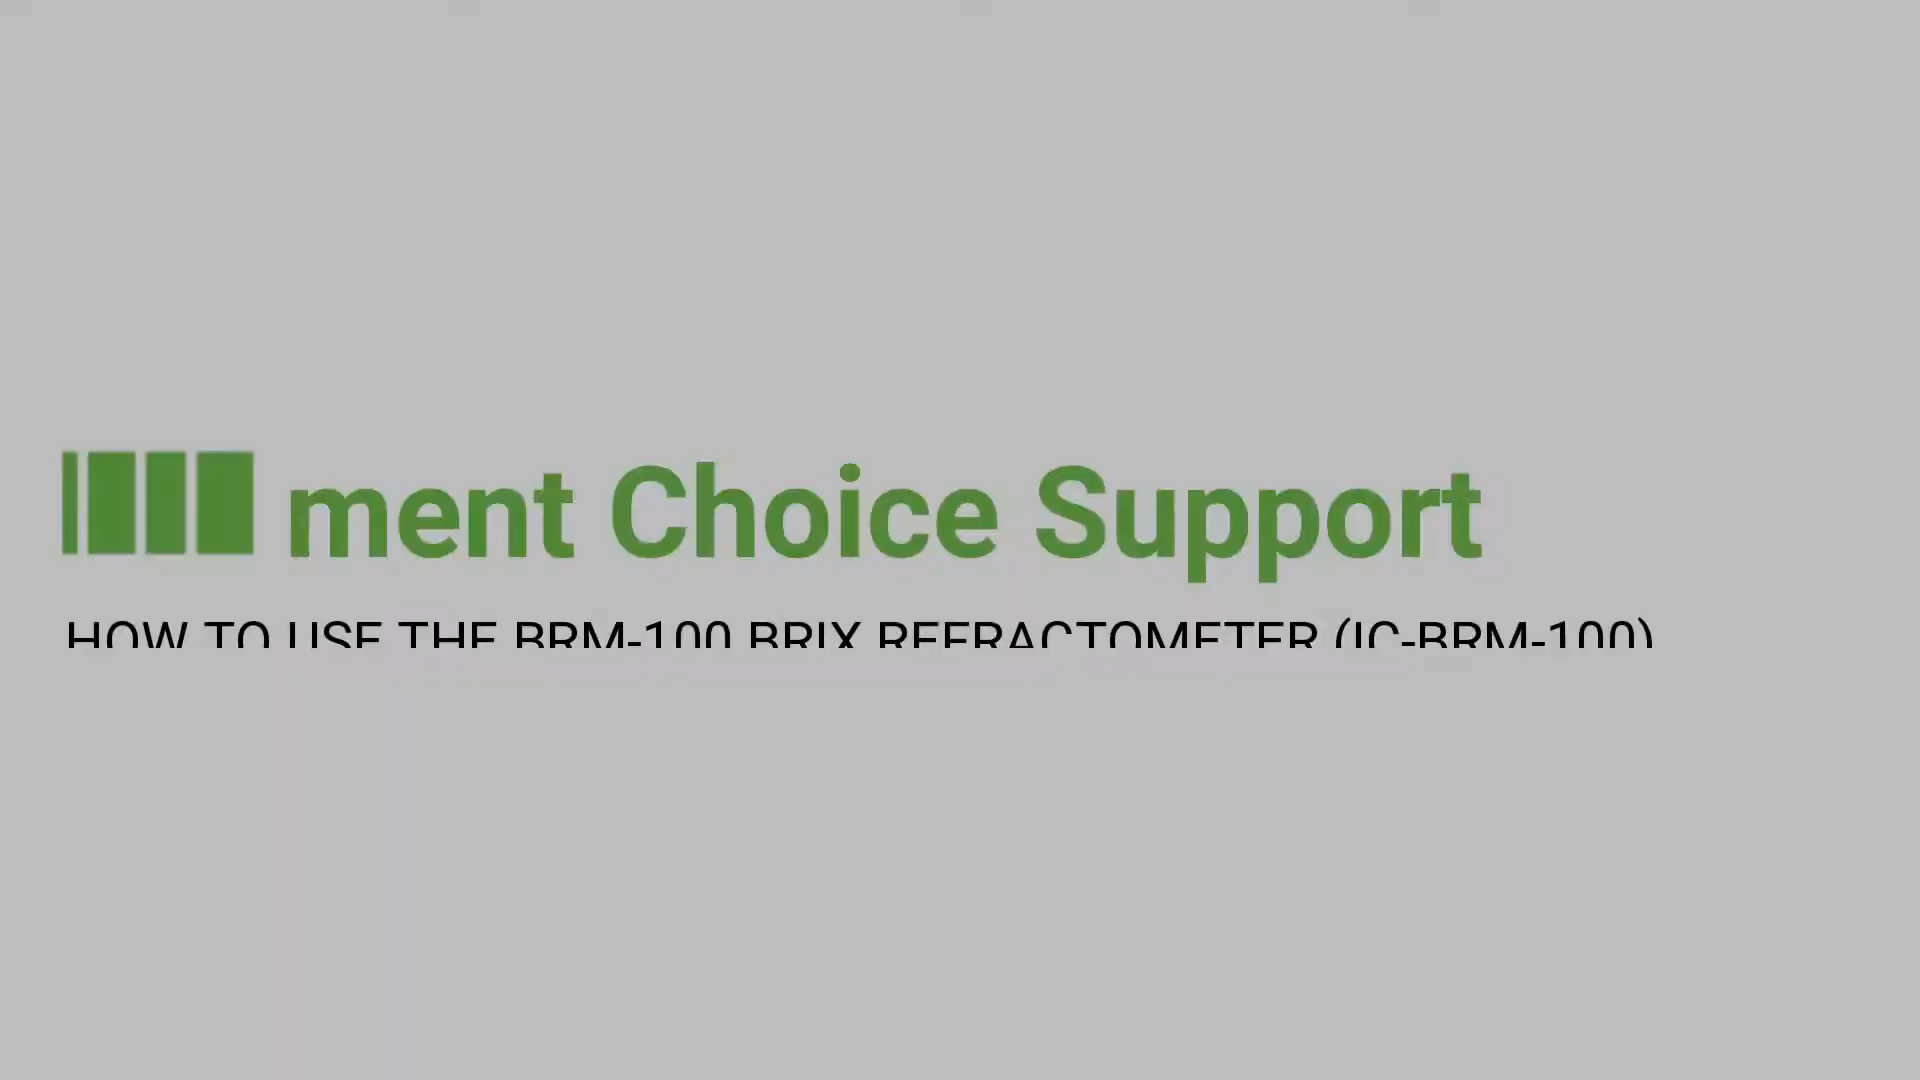 ment Choice Support
HOW TO USE THE BRM-100 BRIX REFRACTOMETER (IC-BRM-100)